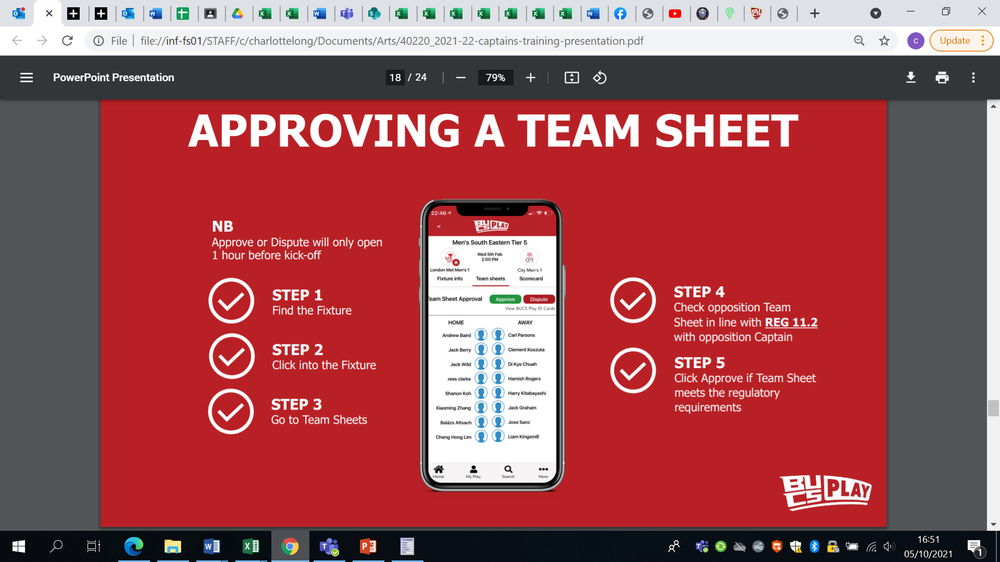 File
file://inf-fs01/STAFF/c/charlottelong/Documents/Arts/40220_2021-22-captains-training-presentation.pdf
c
Update
PowerPoint Presentation
18 / 24
79%
APPROVING A TEAM SHEET
NB
Approve or Dispute will only open
1 hour before kick-off
STEP 1
Find the Fixture
STEP 2
Click into the Fixture
STEP 3
Go to Team Sheets
22:46
<
BUCS PLAY
Men's South Eastern Tier 5
Wed 5th Feb
2:00 PM
CITY
London Met Men's 1
City Men's 1
Fixture info Team sheets Scorecard
Team Sheet Approval Approve Dispute
View BUCS Play ID Cards
HOME AWAY
Andrew Baird Carl Parsons
Jack Berry Clement Koszuta
Jack Wild Di Kye Chuah
rees clarke Hamish Rogers
Shanon Koh Harry Kitabayashi
Xiaoming Zhang Jack Graham
Balázs Altsach Jose Sanz
Cheng Hong Lim Liam Kingsmill
Home My Play Search More
STEP 4
Check opposition Team
Sheet in line with REG 11.2
with opposition Captain
STEP 5
Click Approve if Team Sheet
meets the regulatory
requirements
BUCS PLAY
16:51
05/10/2021
1